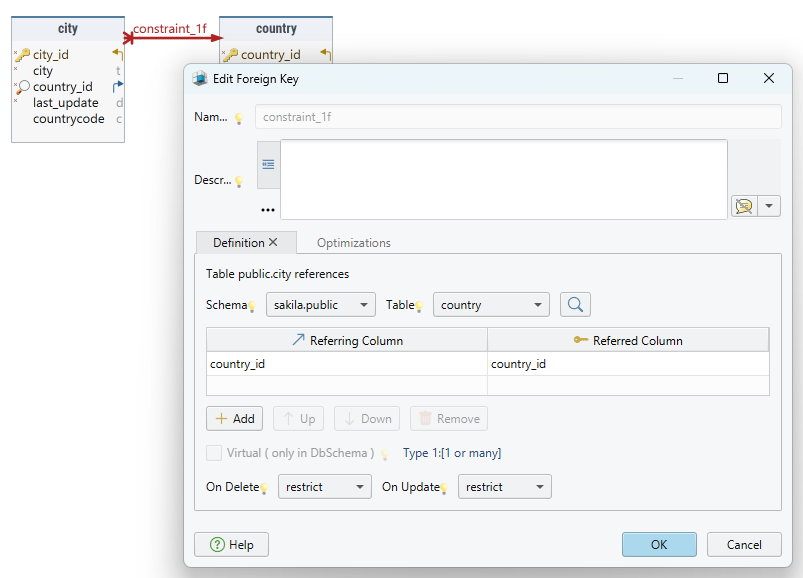 city
constraint_1f
country
city_id
country_id
city t
country_id
last_update d
countrycode c
Edit Foreign Key
Nam...
constraint_1f
Descr...
...
Definition
Optimizations
Table public.city references
Schema
sakila.public
Table
country
Referring Column
Referred Column
country_id
country_id
Add
Up
Down
Remove
Virtual ( only in DbSchema )
Type 1:[1 or many]
On Delete
restrict
On Update
restrict
Help
OK
Cancel